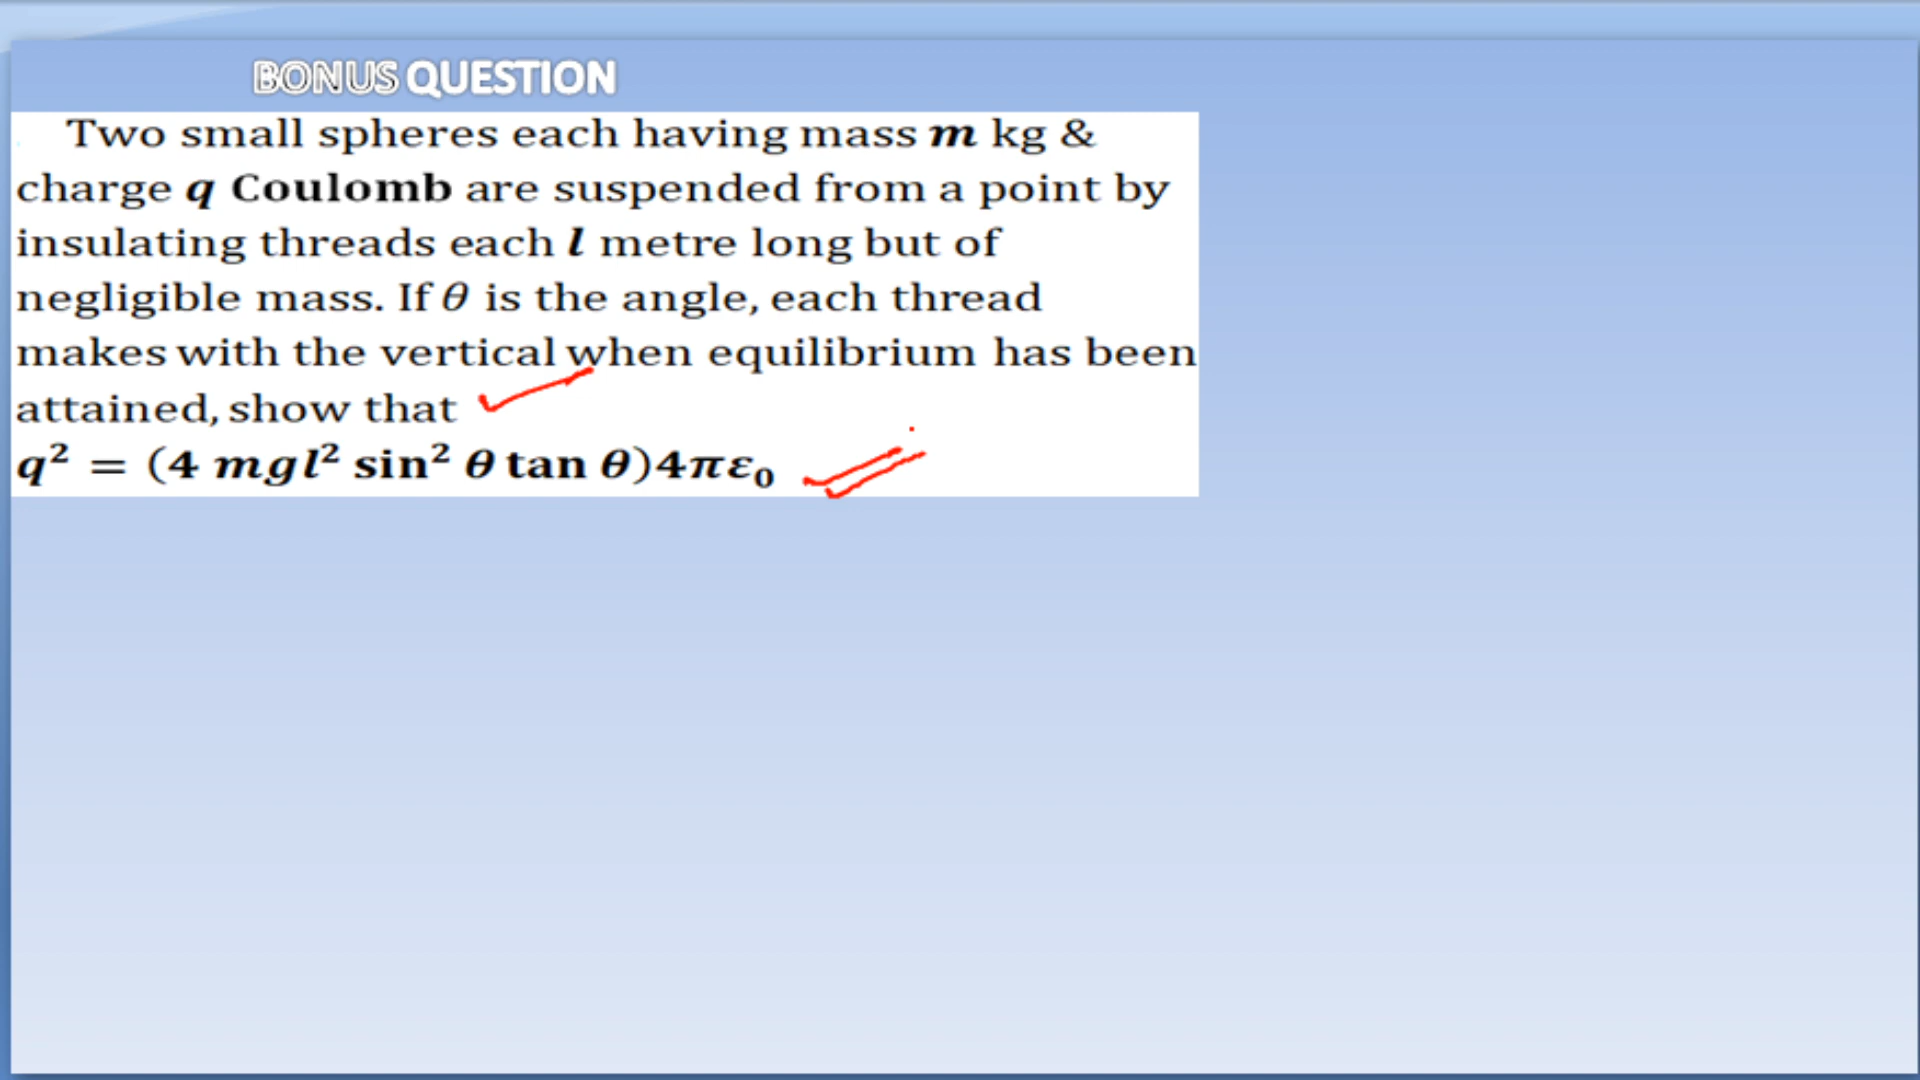 BONUS QUESTION
Two small spheres each having mass m kg &
charge q Coulomb are suspended from a point by
insulating threads each l metre long but of
negligible mass. If θ is the angle, each thread
makes with the vertical when equilibrium has been
attained, show that
q² = (4 mgl² sin² θ tan θ)4πε₀